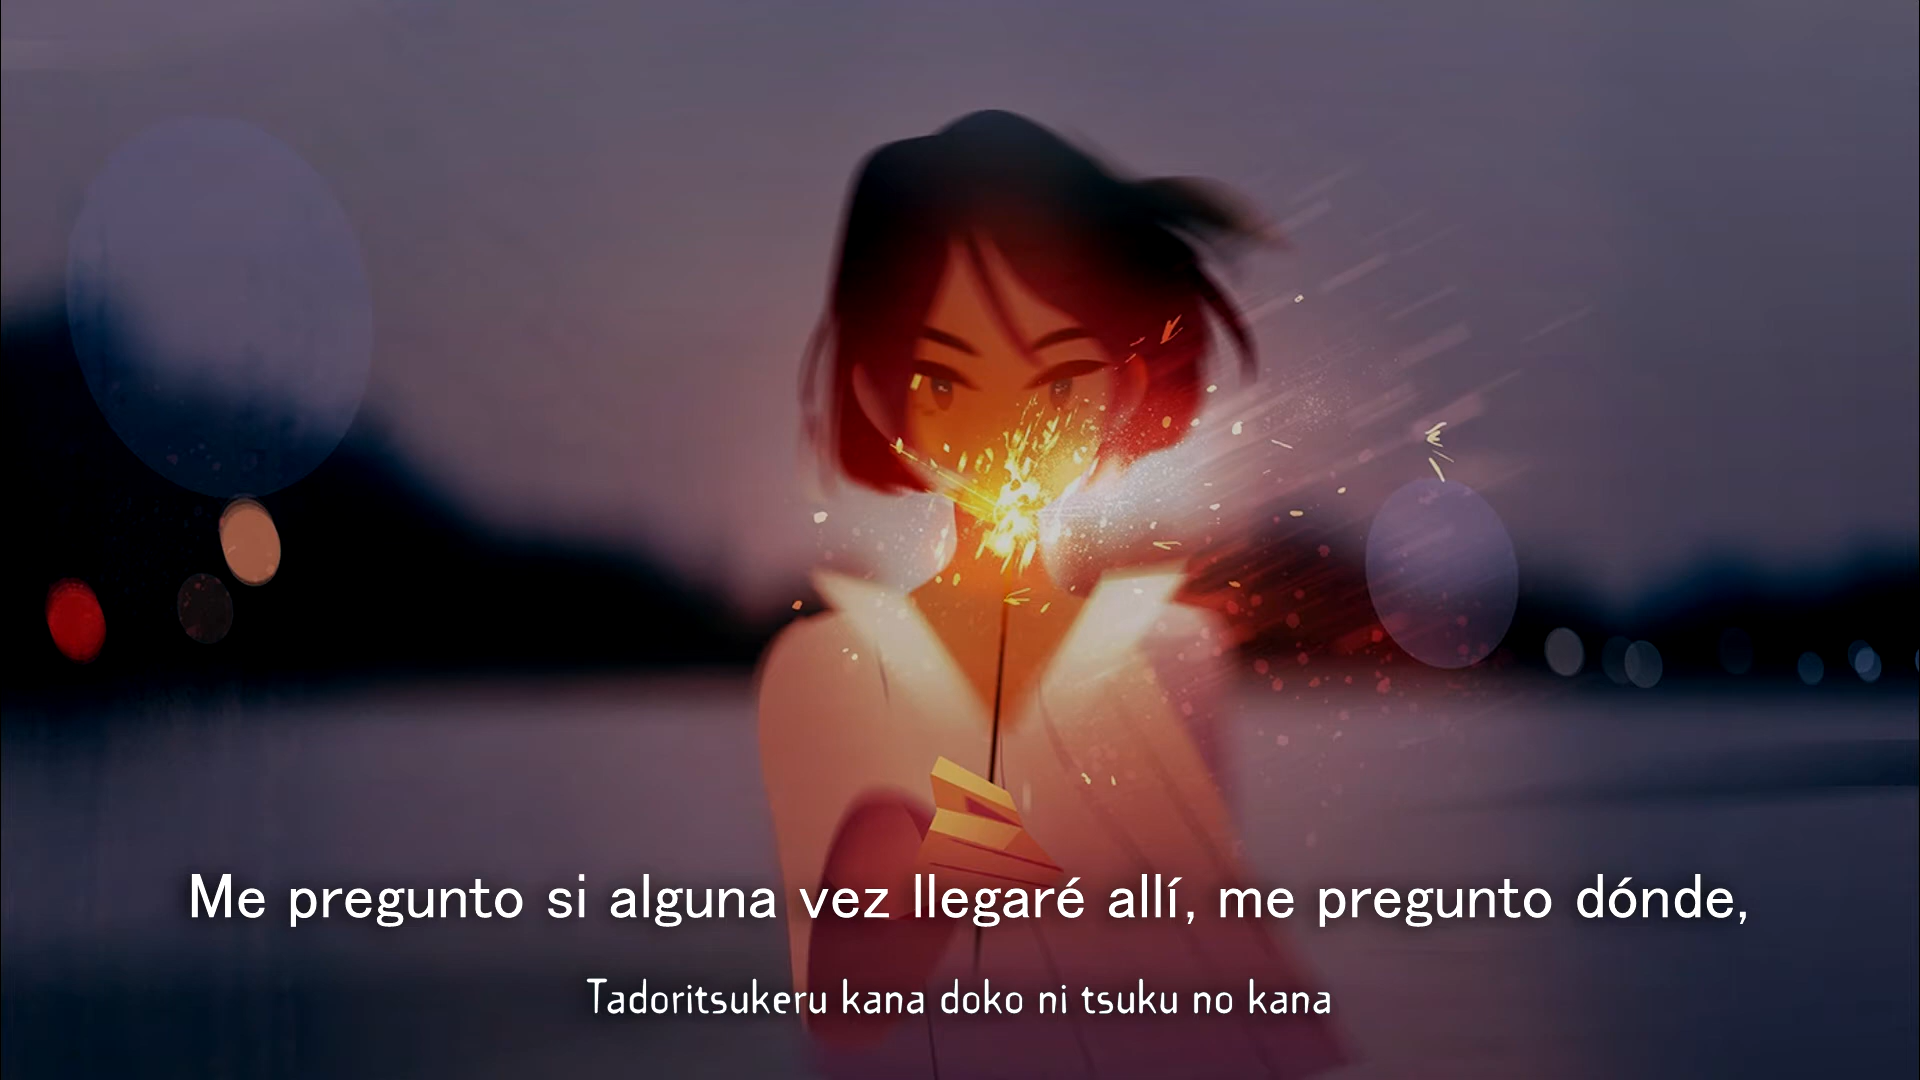 Me pregunto si alguna vez llegaré allí, me pregunto dónde,
Tadoritsukeru kana doko ni tsuku no kana